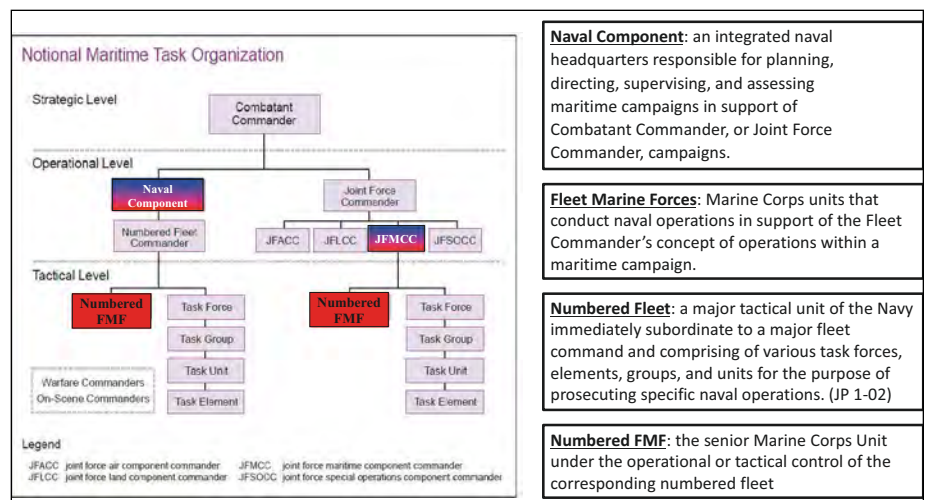 Notional Maritime Task Organization
Strategic Level
Combatant
Commander
Operational Level
Naval
Component
Joint Force
Commander
Numbered Fleet
Commander
JFACC
JFLCC
JFMCC
JFSOCC
Tactical Level
Numbered
FMF
Task Force
Task Group
Task Unit
Task Element
Numbered
FMF
Task Force
Task Group
Task Unit
Task Element
Warfare Commanders
On-Scene Commanders
Legend
JFACC joint force air component commander
JFMCC joint force maritime component commander
JFLCC joint force land component commander
JFSOCC joint force special operations component commander
Naval Component: an integrated naval
headquarters responsible for planning,
directing, supervising, and assessing
maritime campaigns in support of
Combatant Commander, or Joint Force
Commander, campaigns.
Fleet Marine Forces: Marine Corps units that
conduct naval operations in support of the Fleet
Commander’s concept of operations within a
maritime campaign.
Numbered Fleet: a major tactical unit of the Navy
immediately subordinate to a major fleet
command and comprising of various task forces,
elements, groups, and units for the purpose of
prosecuting specific naval operations. (JP 1-02)
Numbered FMF: the senior Marine Corps Unit
under the operational or tactical control of the
corresponding numbered fleet